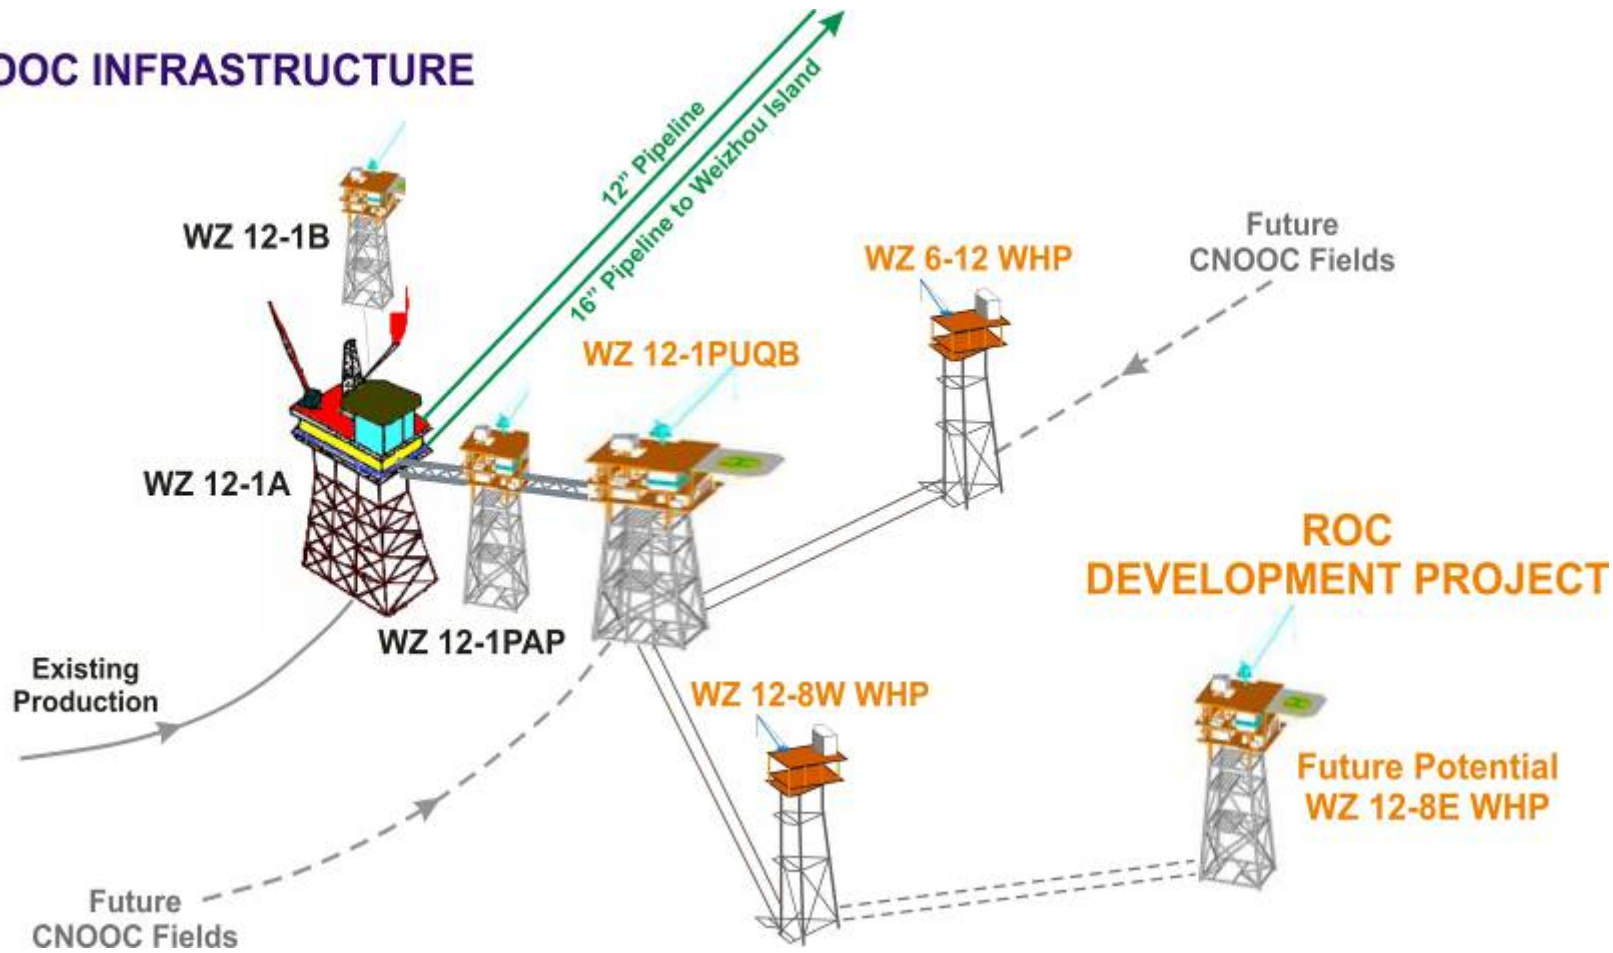 OOC INFRASTRUCTURE
12” Pipeline
16” Pipeline to Weizhou Island
WZ 12-1B
WZ 6-12 WHP
Future
CNOOC Fields
WZ 12-1PUQB
WZ 12-1A
ROC
DEVELOPMENT PROJECT
WZ 12-1PAP
Existing
Production
WZ 12-8W WHP
Future Potential
WZ 12-8E WHP
Future
CNOOC Fields